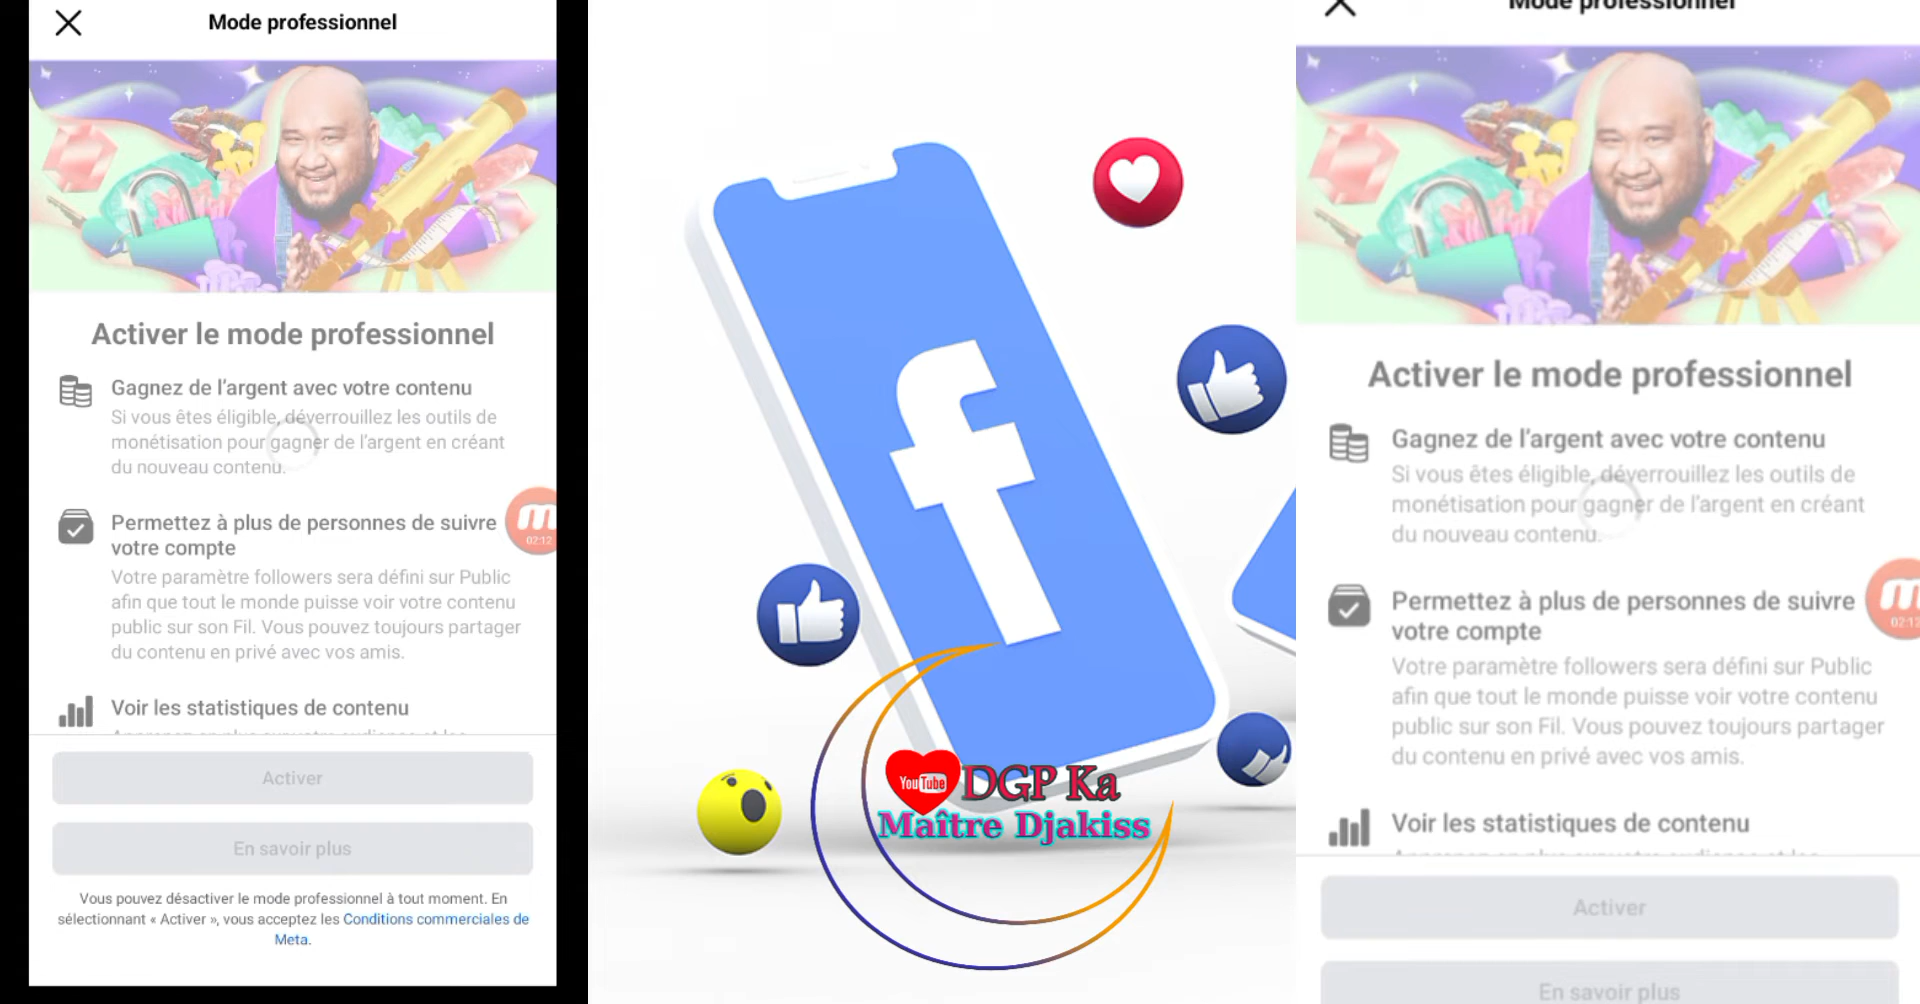 Mode professionnel
Activer le mode professionnel
Gagnez de l'argent avec votre contenu
Si vous êtes éligible, déverrouillez les outils de
monétisation pour gagner de l'argent en créant
du nouveau contenu.
Permettez à plus de personnes de suivre
votre compte
02:12
Votre paramètre followers sera défini sur Public
afin que tout le monde puisse voir votre contenu
public sur son Fil. Vous pouvez toujours partager
du contenu en privé avec vos amis.
Voir les statistiques de contenu
Activer
En savoir plus
Vous pouvez désactiver le mode professionnel à tout moment. En
sélectionnant « Activer », vous acceptez les Conditions commerciales de
Meta.
f
YouTube
DGP Ka
Maître Djakiss
Mode professionnel
Activer le mode professionnel
Gagnez de l'argent avec votre contenu
Si vous êtes éligible, déverrouillez les outils de
monétisation pour gagner de l'argent en créant
du nouveau contenu.
Permettez à plus de personnes de suivre
votre compte
02:12
Votre paramètre followers sera défini sur Public
afin que tout le monde puisse voir votre contenu
public sur son Fil. Vous pouvez toujours partager
du contenu en privé avec vos amis.
Voir les statistiques de contenu
Activer
En savoir plus